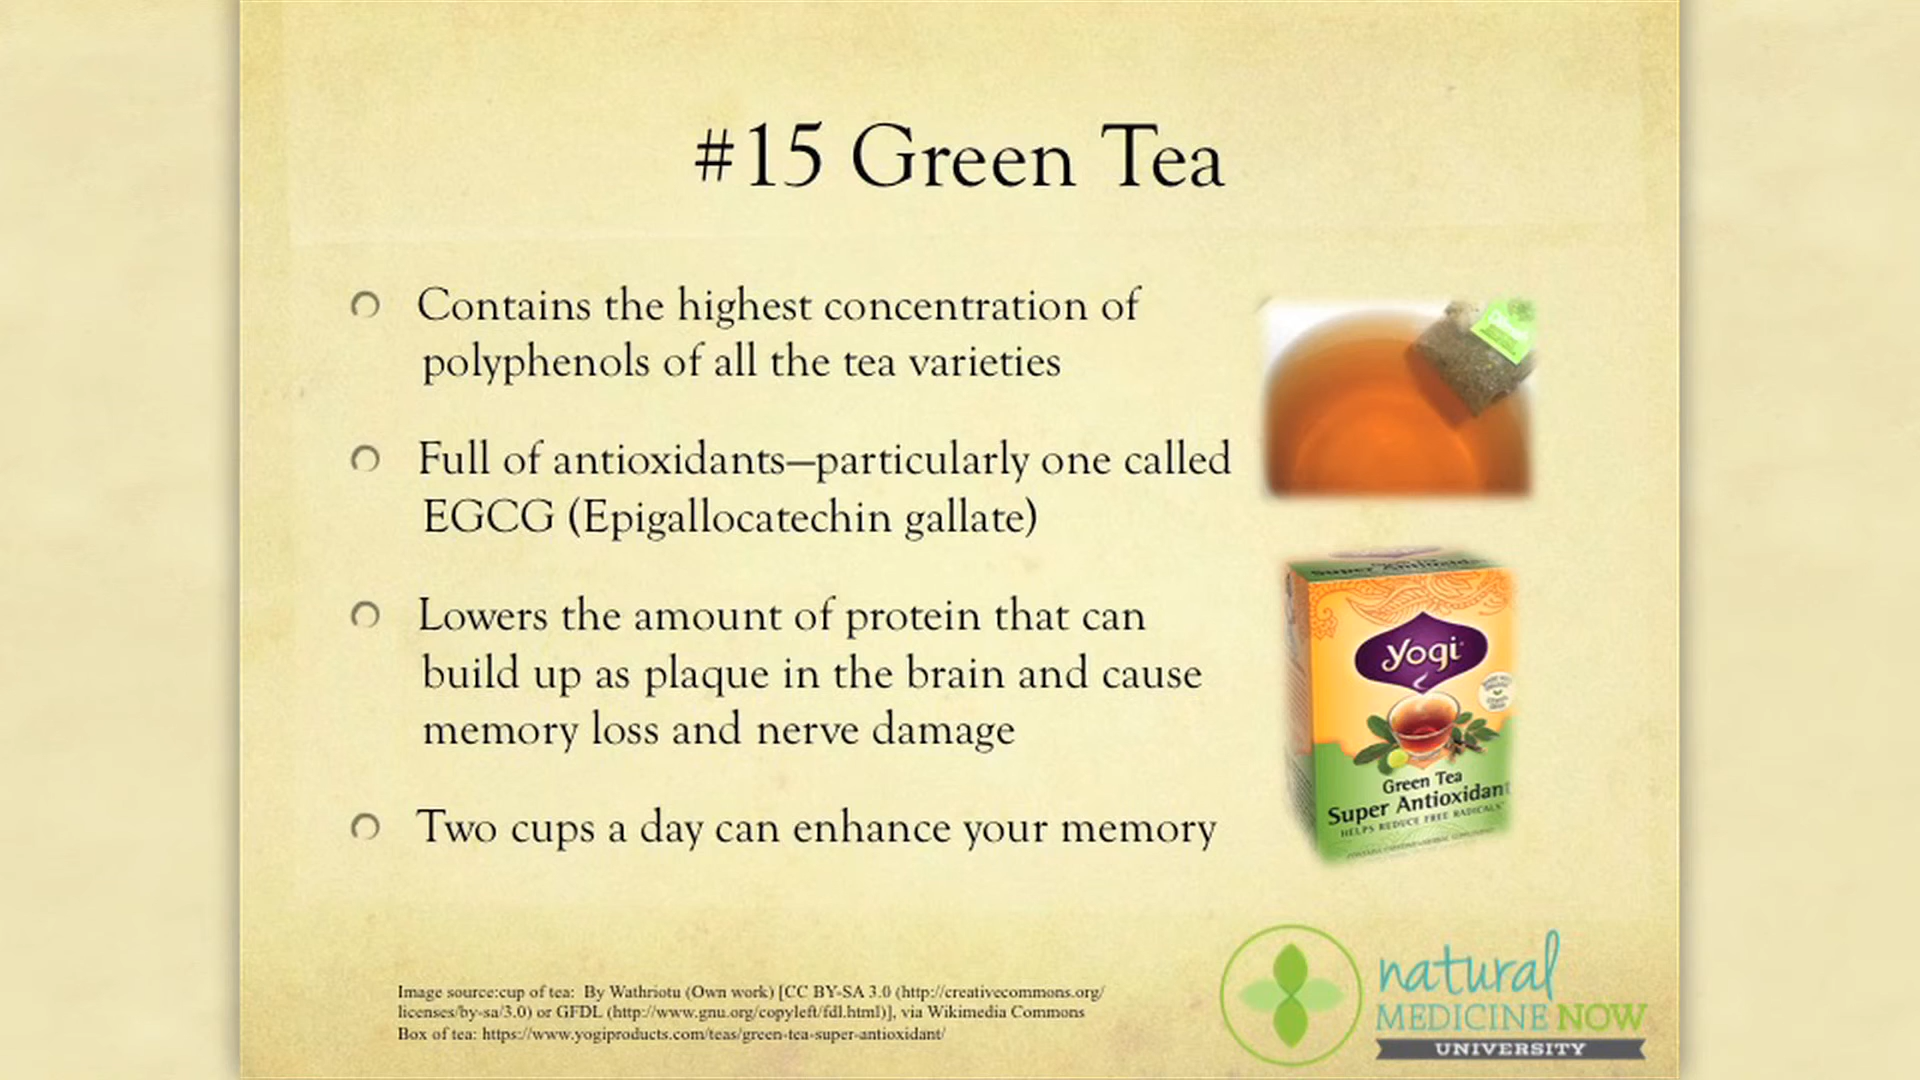 #15 Green Tea
Contains the highest concentration of
polyphenols of all the tea varieties
Full of antioxidants—particularly one called
EGCG (Epigallocatechin gallate)
Lowers the amount of protein that can
build up as plaque in the brain and cause
memory loss and nerve damage
Two cups a day can enhance your memory
Super Antioxidant
yogi
Green Tea
Super Antioxidant
HELPS REDUCE FREE RADICALS
Image source:cup of tea: By Wathriotu (Own work) [CC BY-SA 3.0 (http://creativecommons.org/
licenses/by-sa/3.0) or GFDL (http://www.gnu.org/copyleft/fdl.html)], via Wikimedia Commons
Box of tea: https://www.yogiproducts.com/teas/green-tea-super-antioxidant/
natural
MEDICINE NOW
UNIVERSITY